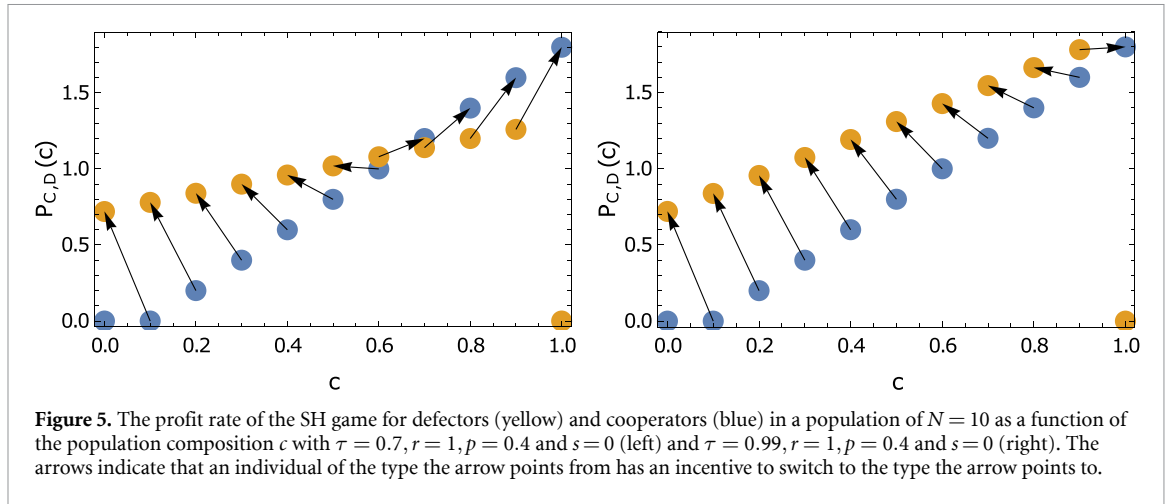 P_{C,D} (c)
1.5
1.0
0.5
0.0
0.0 0.2 0.4 0.6 0.8 1.0
c
P_{C,D} (c)
1.5
1.0
0.5
0.0
0.0 0.2 0.4 0.6 0.8 1.0
c
Figure 5. The profit rate of the SH game for defectors (yellow) and cooperators (blue) in a population of N = 10 as a function of
the population composition c with τ = 0.7, r = 1, p = 0.4 and s = 0 (left) and τ = 0.99, r = 1, p = 0.4 and s = 0 (right). The
arrows indicate that an individual of the type the arrow points from has an incentive to switch to the type the arrow points to.